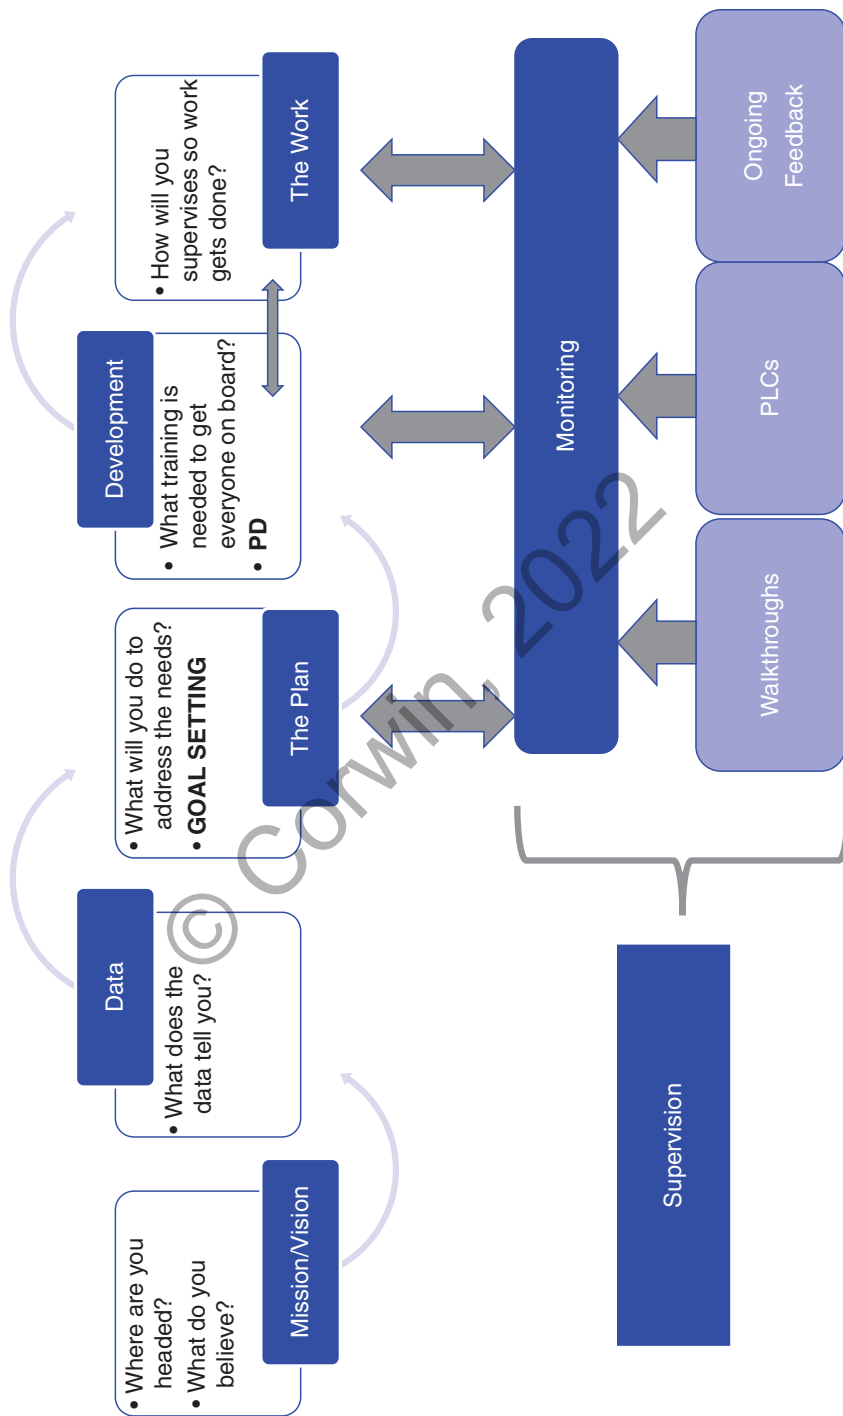 • Where are you
headed?
• What do you
believe?
Mission/Vision
Data
• What does the
data tell you?
• What will you do to
address the needs?
• GOAL SETTING
The Plan
Development
• What training is
needed to get
everyone on board?
• PD
• How will you
supervises so work
gets done?
The Work
Supervision
Monitoring
Walkthroughs
PLCs
Ongoing
Feedback
© Corwin, 2022